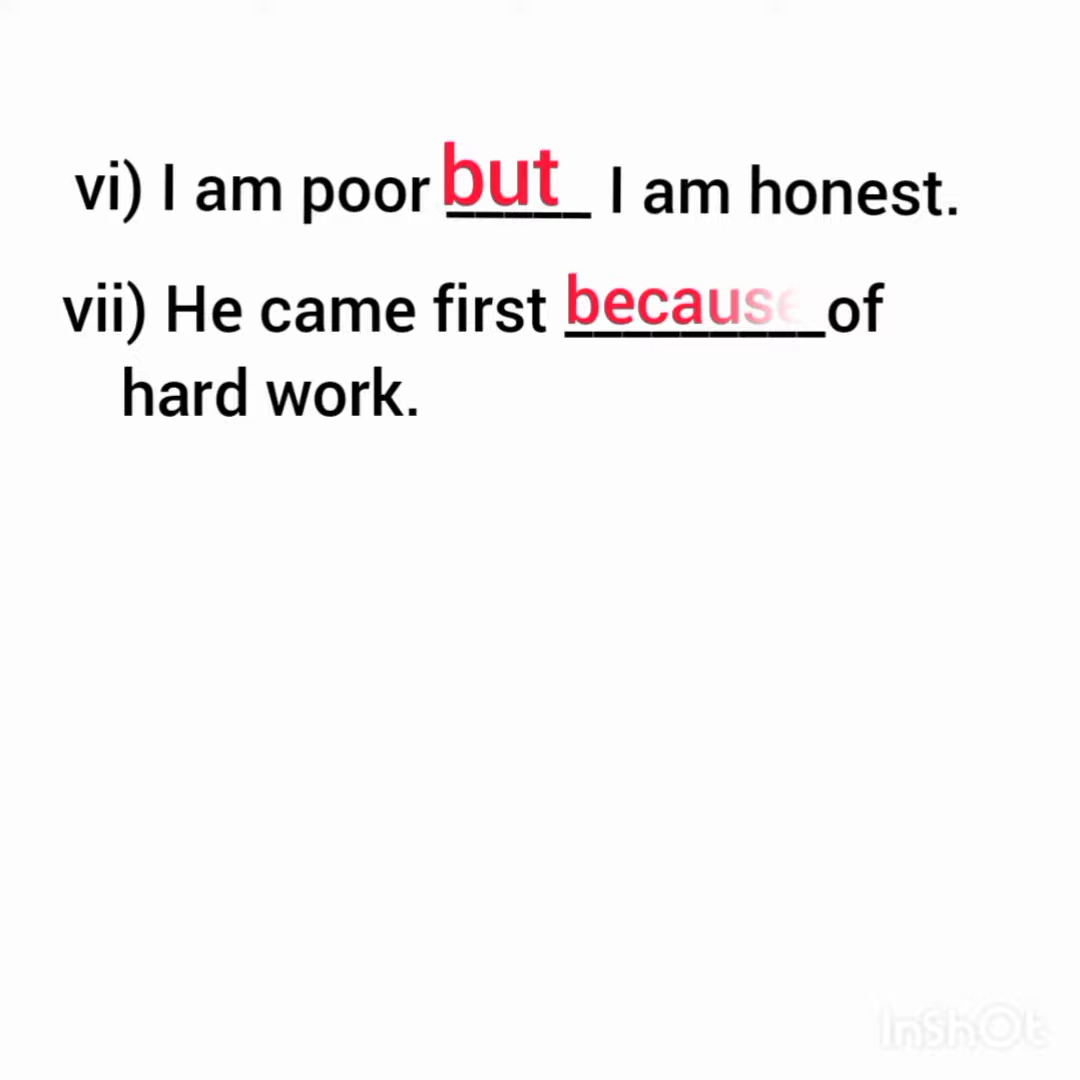 vi) I am poor but I am honest.
vii) He came first because of
hard work.
InShOt